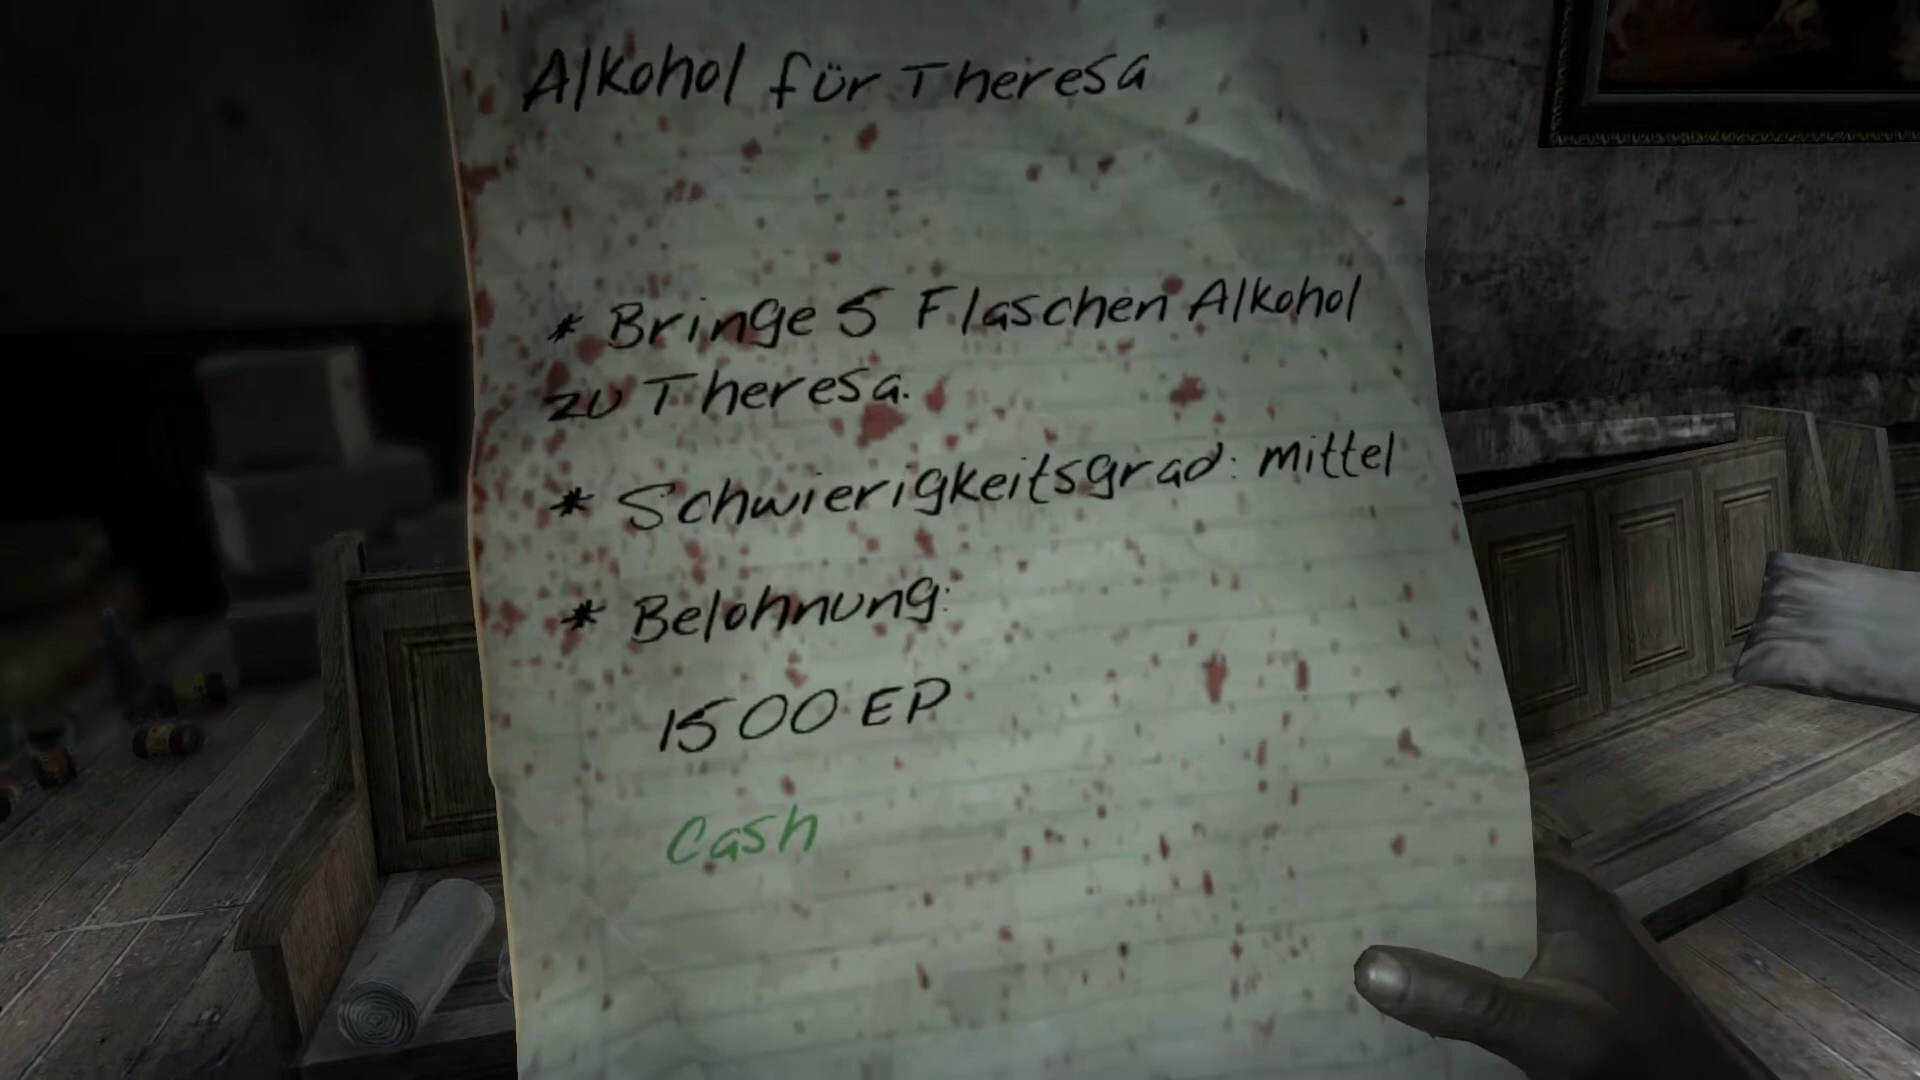 Alkohol für Theresa
* Bringe 5 Flaschen Alkohol
zu Theresa.
* Schwierigkeitsgrad: mittel
* Belohnung:
1500 EP
Cash